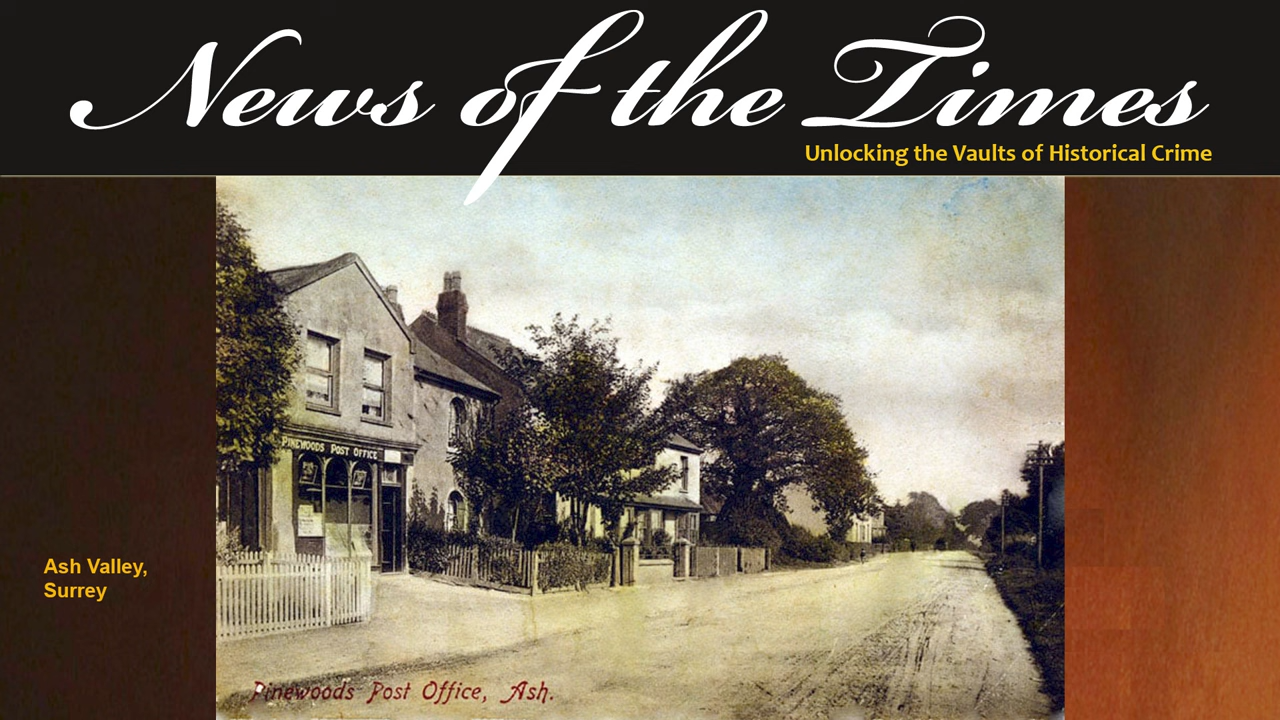 News of the Times
Unlocking the Vaults of Historical Crime
PINEWOODS POST OFFICE
Ash Valley,
Surrey
Pinewoods Post Office, Ash.